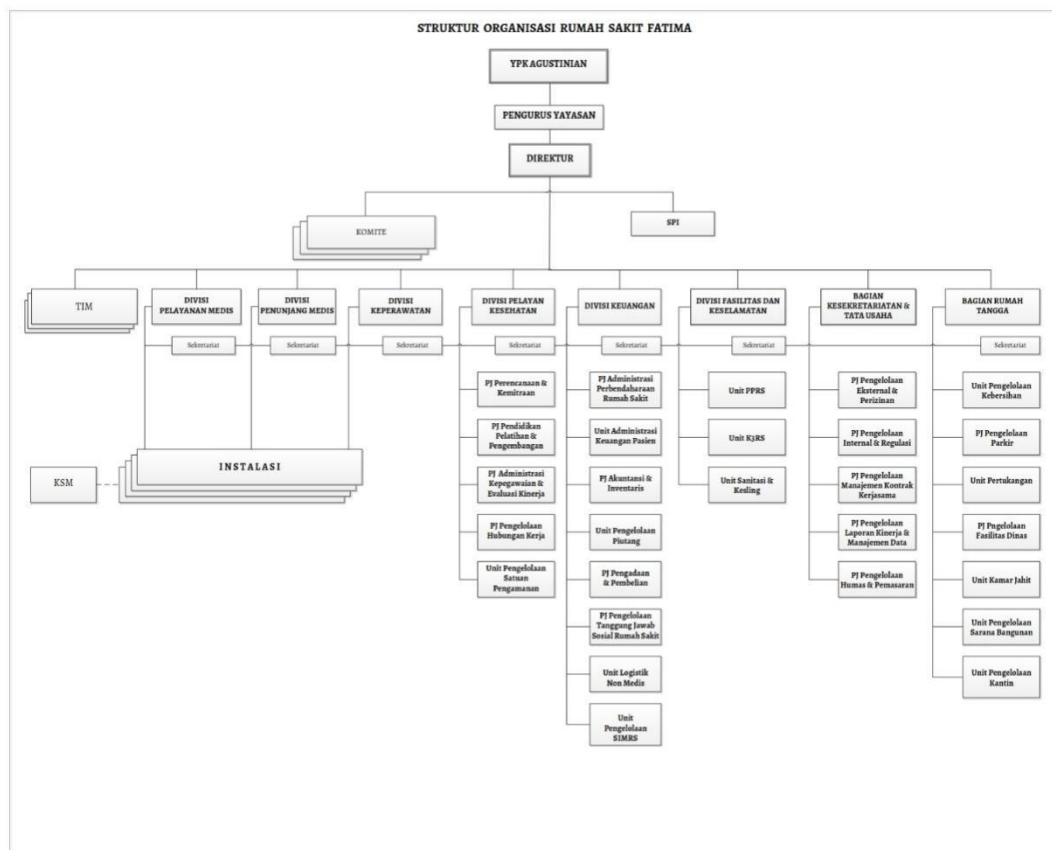 STRUKTUR ORGANISASI RUMAH SAKIT FATIMA
YPK AGUSTINIAN
PENGURUS YAYASAN
DIREKTUR
KOMITE
SPI
TIM
DIVISI
PELAYANAN MEDIS
DIVISI
PENUNJANG MEDIS
DIVISI
KEPERAWATAN
DIVISI PELAYAN
KESEHATAN
DIVISI KEUANGAN
DIVISI FASILITAS DAN
KESELAMATAN
BAGIAN
KESEKRETARIATAN &
TATA USAHA
BAGIAN RUMAH
TANGGA
Sekretariat
Sekretariat
Sekretariat
Sekretariat
Sekretariat
Sekretariat
Sekretariat
INSTALASI
KSM
PJ Perencanaan &
Kemitraan
PJ Pendidikan
Pelatihan &
Pengembangan
PJ Administrasi
Kepegawaian &
Evaluasi Kinerja
PJ Pengelolaan
Hubungan Kerja
Unit Pengelolaan
Satuan
Pengamanan
PJ Administrasi
Perbendaharaan
Rumah Sakit
Unit Administrasi
Keuangan Pasien
PJ Akuntansi &
Inventaris
Unit Pengelolaan
Piutang
PJ Pengadaan
& Pembelian
PJ Pengelolaan
Tanggung Jawab
Sosial Rumah Sakit
Unit Logistik
Non Medis
Unit
Pengelolaan
SIMRS
Unit PPRS
Unit K3RS
Unit Sanitasi &
Kesling
PJ Pengelolaan
Eksternal &
Perizinan
PJ Pengelolaan
Internal & Regulasi
PJ Pengelolaan
Manajemen Kontrak
Kerjasama
PJ Pengelolaan
Laporan Kinerja &
Manajemen Data
PJ Pengelolaan
Humas & Pemasaran
Unit Pengelolaan
Kebersihan
PJ Pengelolaan
Parkir
Unit Pertukangan
PJ Pngelolaan
Fasilitas Dinas
Unit Kamar Jahit
Unit Pengelolaan
Sarana Bangunan
Unit Pengelolaan
Kantin